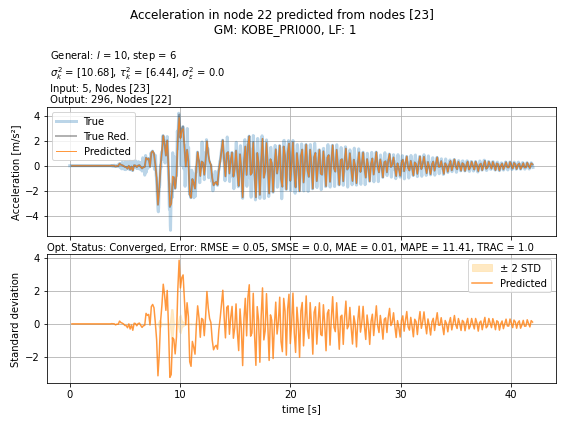 Acceleration in node 22 predicted from nodes [23]
GM: KOBE_PRI000, LF: 1
General: l = 10, step = 6
σ²ₖ = [10.68], τ²ₖ = [6.44], σ²ε = 0.0
Input: 5, Nodes [23]
Output: 296, Nodes [22]
Acceleration [m/s²]
4
2
0
−2
−4
True
True Red.
Predicted
Opt. Status: Converged, Error: RMSE = 0.05, SMSE = 0.0, MAE = 0.01, MAPE = 11.41, TRAC = 1.0
Standard deviation
4
2
0
−2
± 2 STD
Predicted
0 10 20 30 40
time [s]